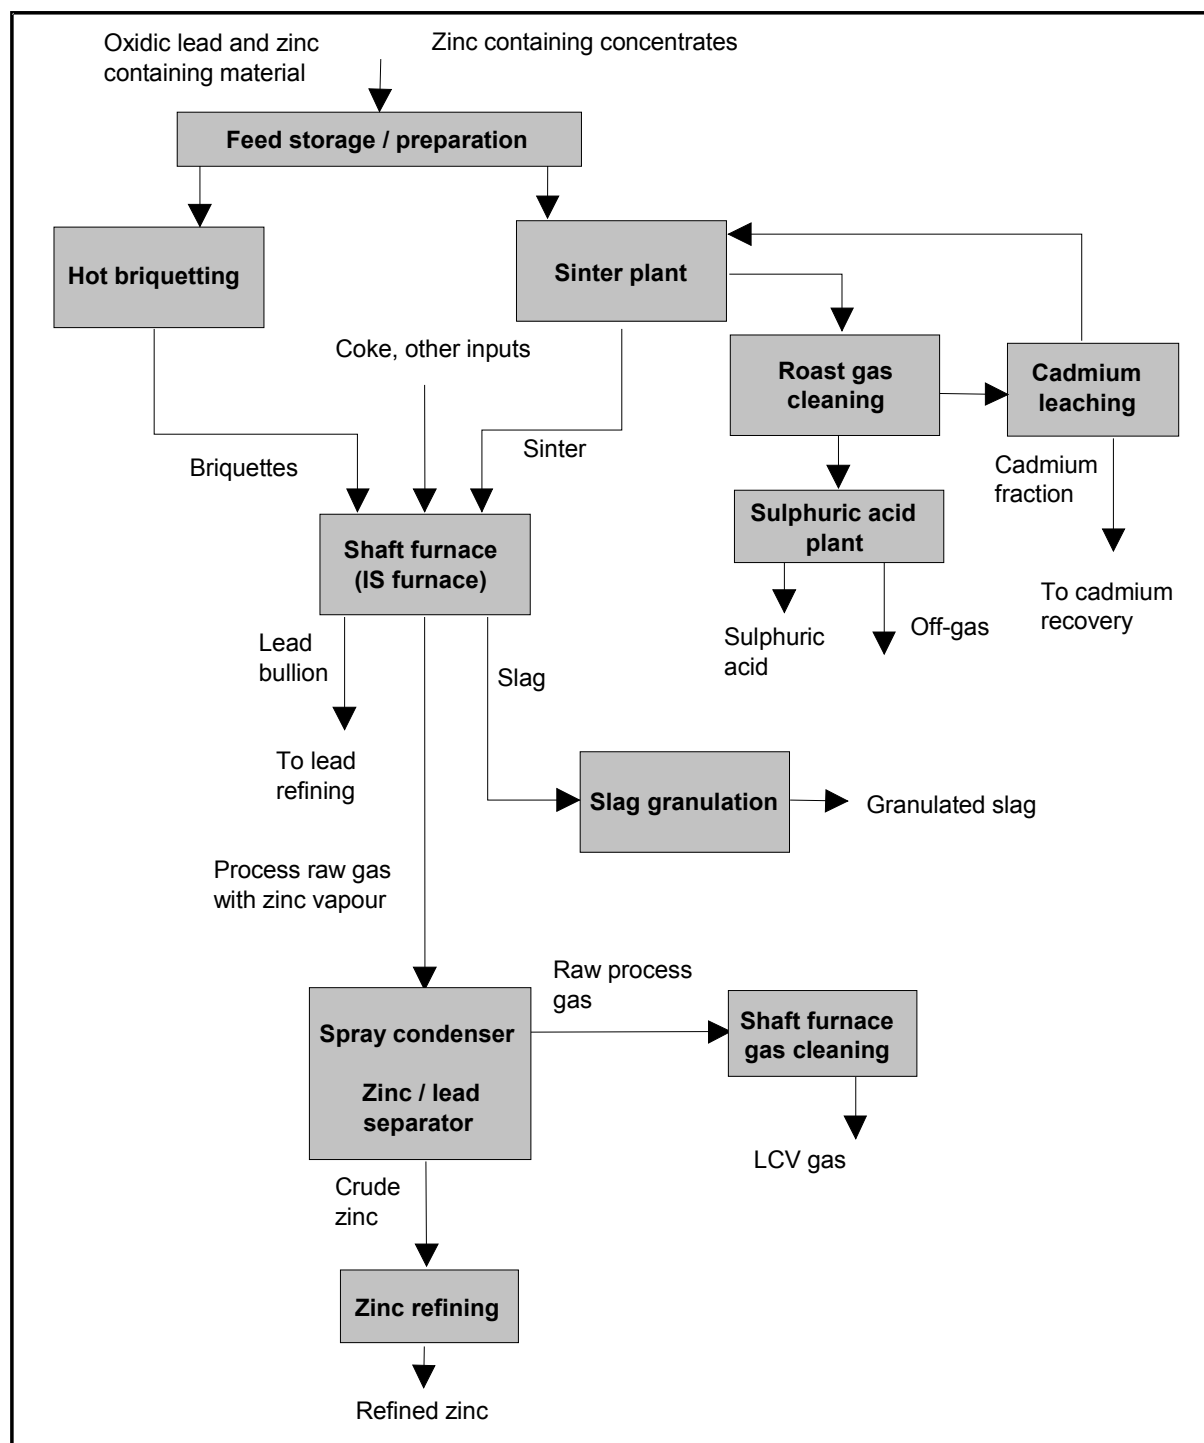 Oxidic lead and zinc
containing material
Zinc containing concentrates
Feed storage / preparation
Hot briquetting
Sinter plant
Coke, other inputs
Roast gas
cleaning
Cadmium
leaching
Briquettes
Sinter
Cadmium
fraction
Sulphuric acid
plant
Shaft furnace
(IS furnace)
To cadmium
recovery
Sulphuric
acid
Off-gas
Lead
bullion
Slag
To lead
refining
Slag granulation
Granulated slag
Process raw gas
with zinc vapour
Raw process
gas
Spray condenser
Zinc / lead
separator
Shaft furnace
gas cleaning
LCV gas
Crude
zinc
Zinc refining
Refined zinc